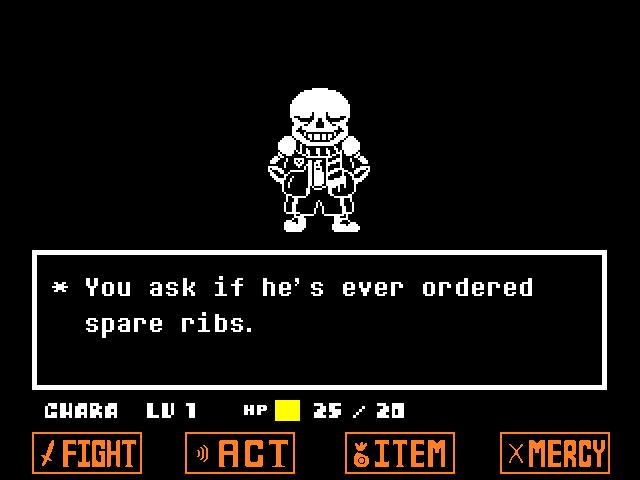 * You ask if he's ever ordered
spare ribs.
CHARA LV 1 HP 25 / 20
FIGHT ACT ITEM MERCY